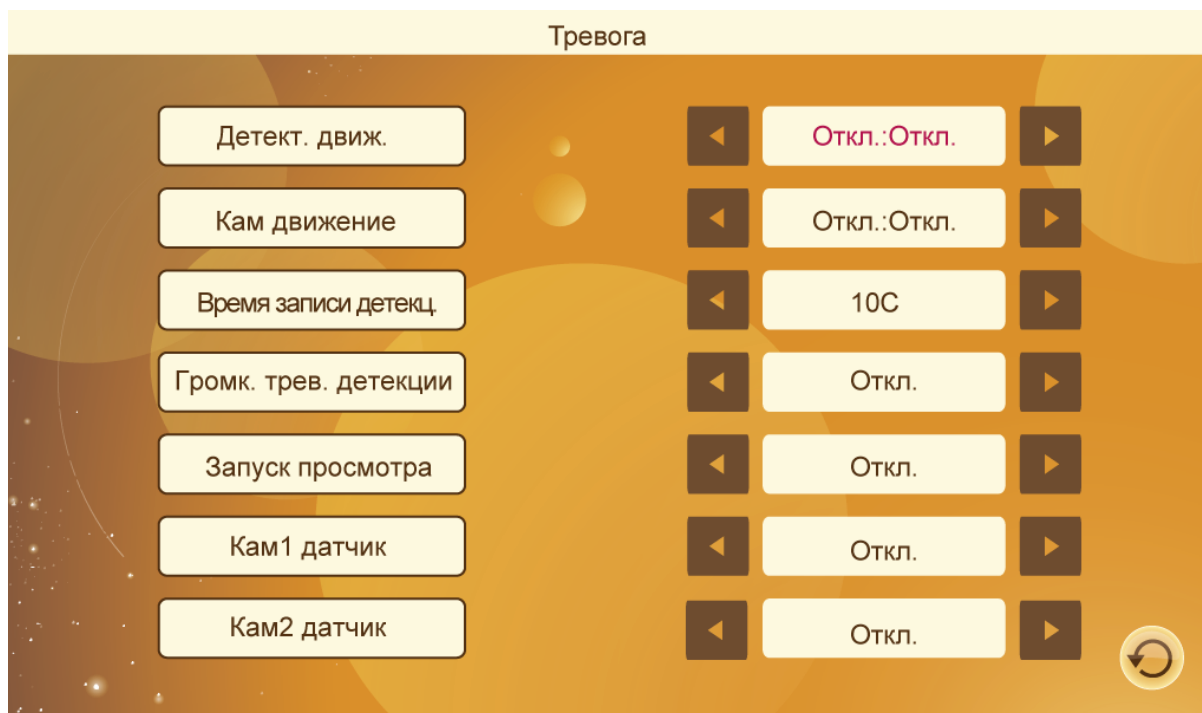 Тревога
Детект. движ.
Откл.:Откл.
Кам движение
Откл.:Откл.
Время записи детекц.
10С
Громк. трев. детекции
Откл.
Запуск просмотра
Откл.
Кам1 датчик
Откл.
Кам2 датчик
Откл.